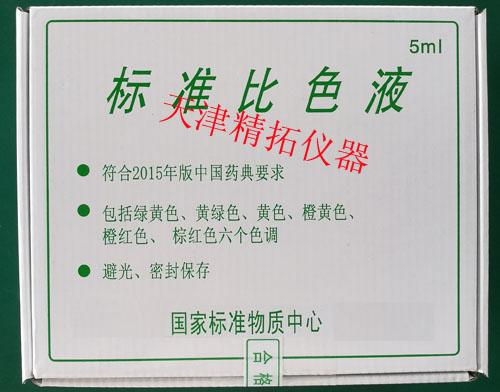 5ml
标准比色液
天津精拓仪器
符合2015年版中国药典要求
包括绿黄色、黄绿色、黄色、橙黄色、
橙红色、棕红色六个色调
避光、密封保存
国家标准物质中心
合格